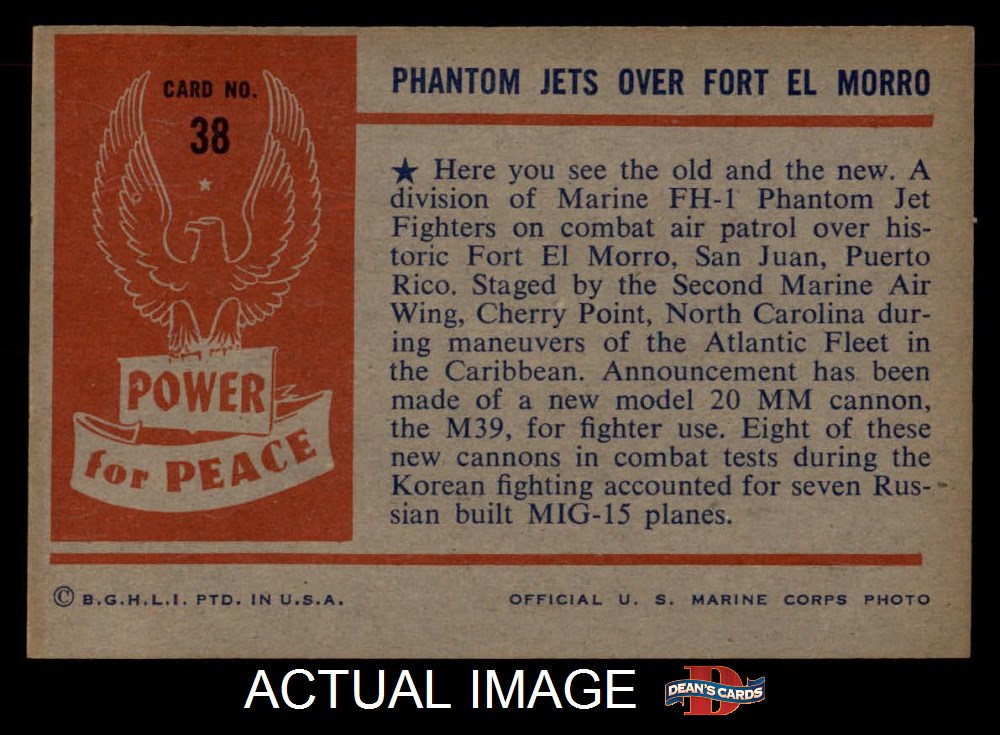 CARD NO.
38
POWER
for PEACE
PHANTOM JETS OVER FORT EL MORRO
★ Here you see the old and the new. A
division of Marine FH-1 Phantom Jet
Fighters on combat air patrol over his-
toric Fort El Morro, San Juan, Puerto
Rico. Staged by the Second Marine Air
Wing, Cherry Point, North Carolina dur-
ing maneuvers of the Atlantic Fleet in
the Caribbean. Announcement has been
made of a new model 20 MM cannon,
the M39, for fighter use. Eight of these
new cannons in combat tests during the
Korean fighting accounted for seven Rus-
sian built MIG-15 planes.
© B.G.H.L.I. PTD. IN U.S.A.
OFFICIAL U. S. MARINE CORPS PHOTO
ACTUAL IMAGE
D
DEAN'S CARDS